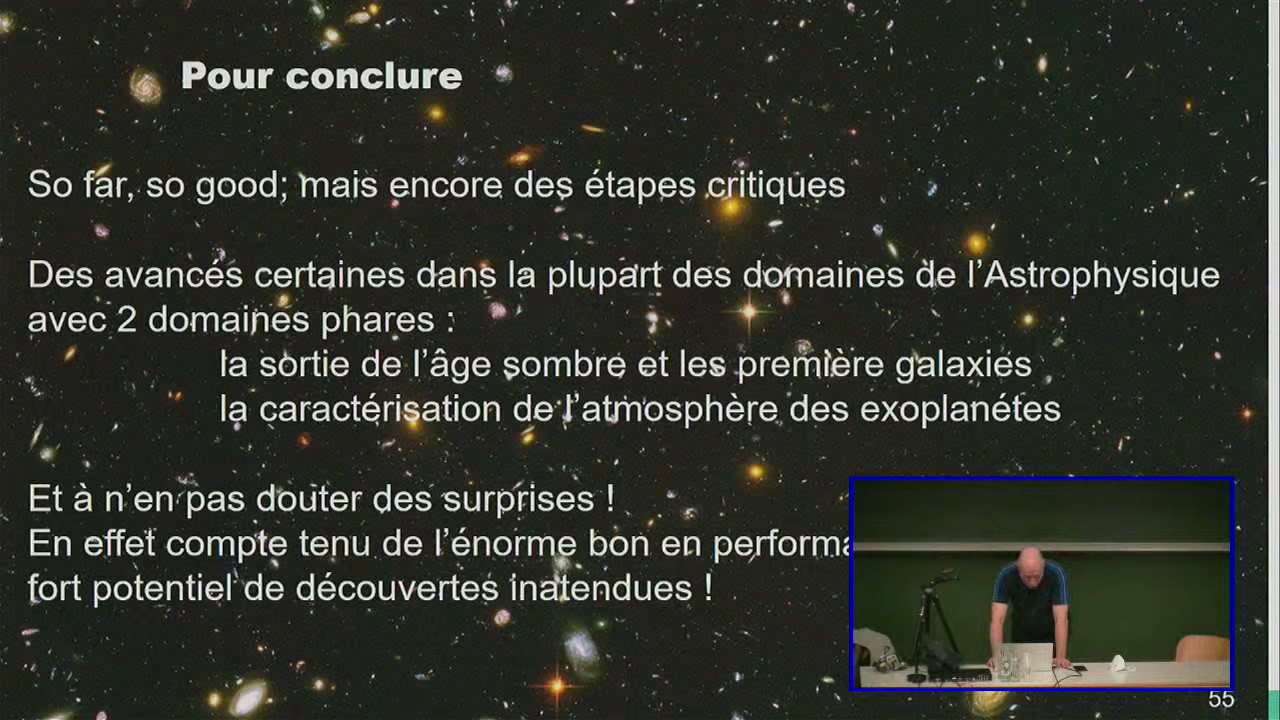 Pour conclure
So far, so good; mais encore des étapes critiques
Des avancés certaines dans la plupart des domaines de l’Astrophysique
avec 2 domaines phares :
la sortie de l’âge sombre et les première galaxies
la caractérisation de l’atmosphère des exoplanétes
Et à n’en pas douter des surprises !
En effet compte tenu de l’énorme bon en
fort potentiel de découvertes inatendues !
55